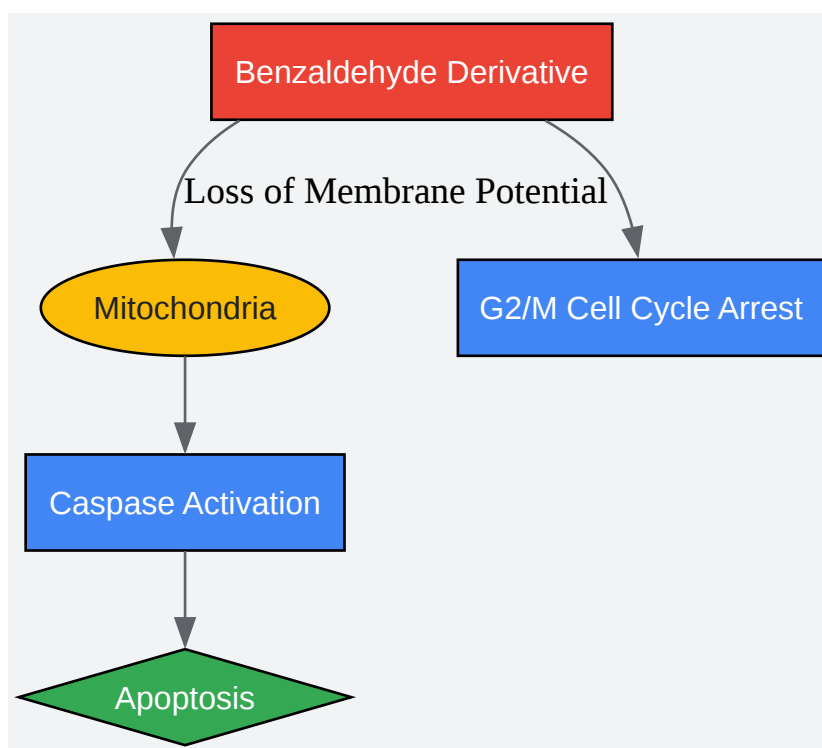 Benzaldehyde Derivative
Loss of Membrane Potential
Mitochondria
G2/M Cell Cycle Arrest
Caspase Activation
Apoptosis